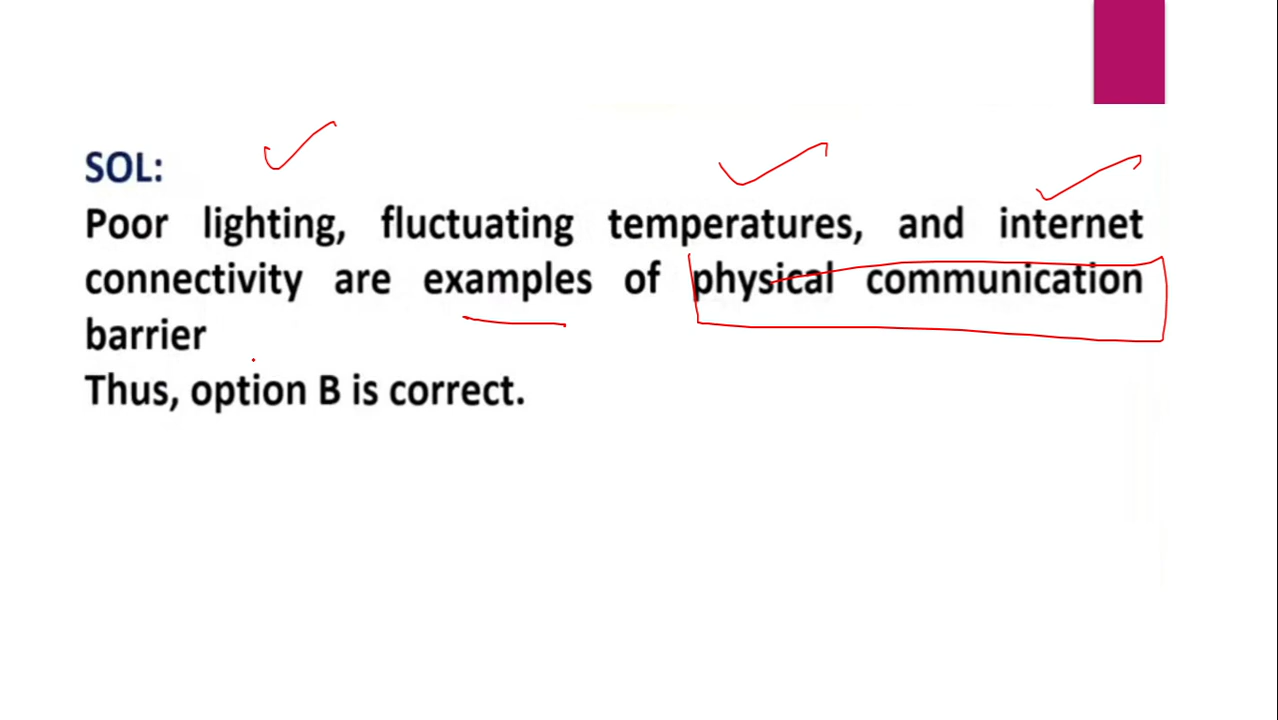 SOL:
Poor lighting, fluctuating temperatures, and internet
connectivity are examples of physical communication
barrier
Thus, option B is correct.